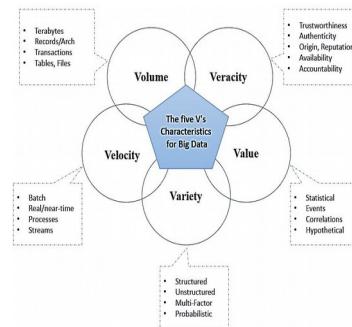 • Terabytes
• Records/Arch
• Transactions
• Tables, Files
• Trustworthiness
• Authenticity
• Origin, Reputation
• Availability
• Accountability
Volume
Veracity
The five V's
Characteristics
for Big Data
Velocity
Value
Variety
• Batch
• Real/near-time
• Processes
• Streams
• Statistical
• Events
• Correlations
• Hypothetical
• Structured
• Unstructured
• Multi-Factor
• Probabilistic